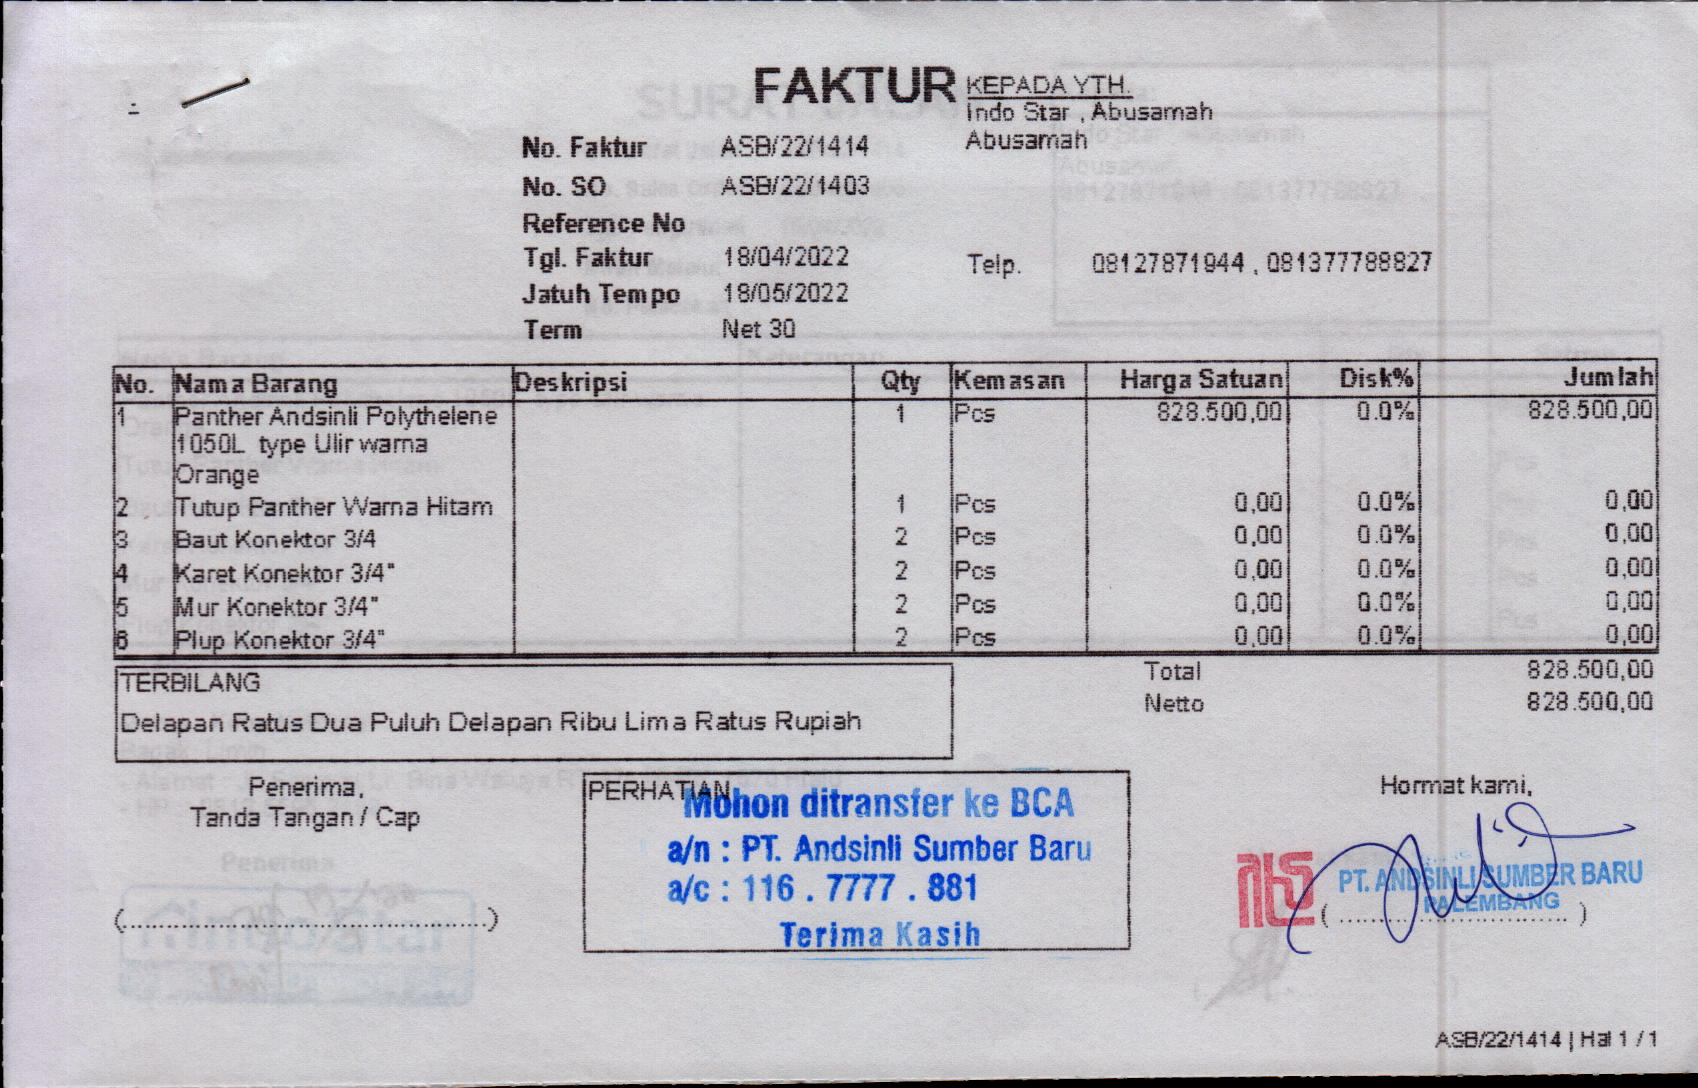 FAKTUR
KEPADA YTH.
Indo Star , Abusamah
Abusamah
No. Faktur ASB/22/1414
No. SO ASB/22/1403
Reference No
Tgl. Faktur 18/04/2022
Jatuh Tempo 18/05/2022
Term Net 30
Telp. 08127871944 , 081377788827
No. Nama Barang Deskripsi Qty Kemasan Harga Satuan Disk% Jumlah
1 Panther Andsinli Polythelene 1 Pcs 828.500,00 0.0% 828.500,00
1050L type Ulir warna
Orange
2 Tutup Panther Warna Hitam 1 Pcs 0,00 0.0% 0,00
3 Baut Konektor 3/4 2 Pcs 0,00 0.0% 0,00
4 Karet Konektor 3/4" 2 Pcs 0,00 0.0% 0,00
5 Mur Konektor 3/4" 2 Pcs 0,00 0.0% 0,00
6 Plup Konektor 3/4" 2 Pcs 0,00 0.0% 0,00
Total 828.500,00
Netto 828.500,00
TERBILANG
Delapan Ratus Dua Puluh Delapan Ribu Lima Ratus Rupiah
Penerima,
Tanda Tangan / Cap
(..................................................)
PERHATIAN
Mohon ditransfer ke BCA
a/n : PT. Andsinli Sumber Baru
a/c : 116 . 7777 . 881
Terima Kasih
Hormat kami,
PT. ANDSINLI SUMBER BARU
PALEMBANG
( ................................ )
ASB/22/1414 | Hal 1 / 1